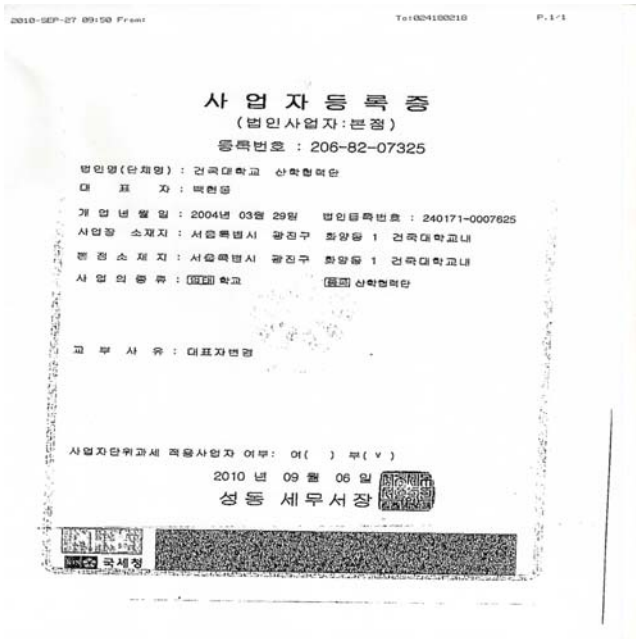 2010-SEP-27 09:50 From: To:024180218 P.1/1
사업자등록증
(법인사업자:본점)
등록번호 : 206-82-07325
법인명(단체명) : 건국대학교 산학협력단
대 표 자 :
개 업 년 월 일 : 2004년 03월 29일 법인등록번호 : 240171-0007625
사업장 소재지 : 서울특별시 광진구 화양동 1 건국대학교내
본 점 소 재 지 : 서울특별시 광진구 화양동 1 건국대학교내
사 업 의 종 류 : 업태 학교 종목 산학협력단
교 부 사 유 : 대표자변경
사업자단위과세 적용사업자 여부: 여( ) 부( v )
2010 년 09 월 06 일
성동 세무서장
국세청